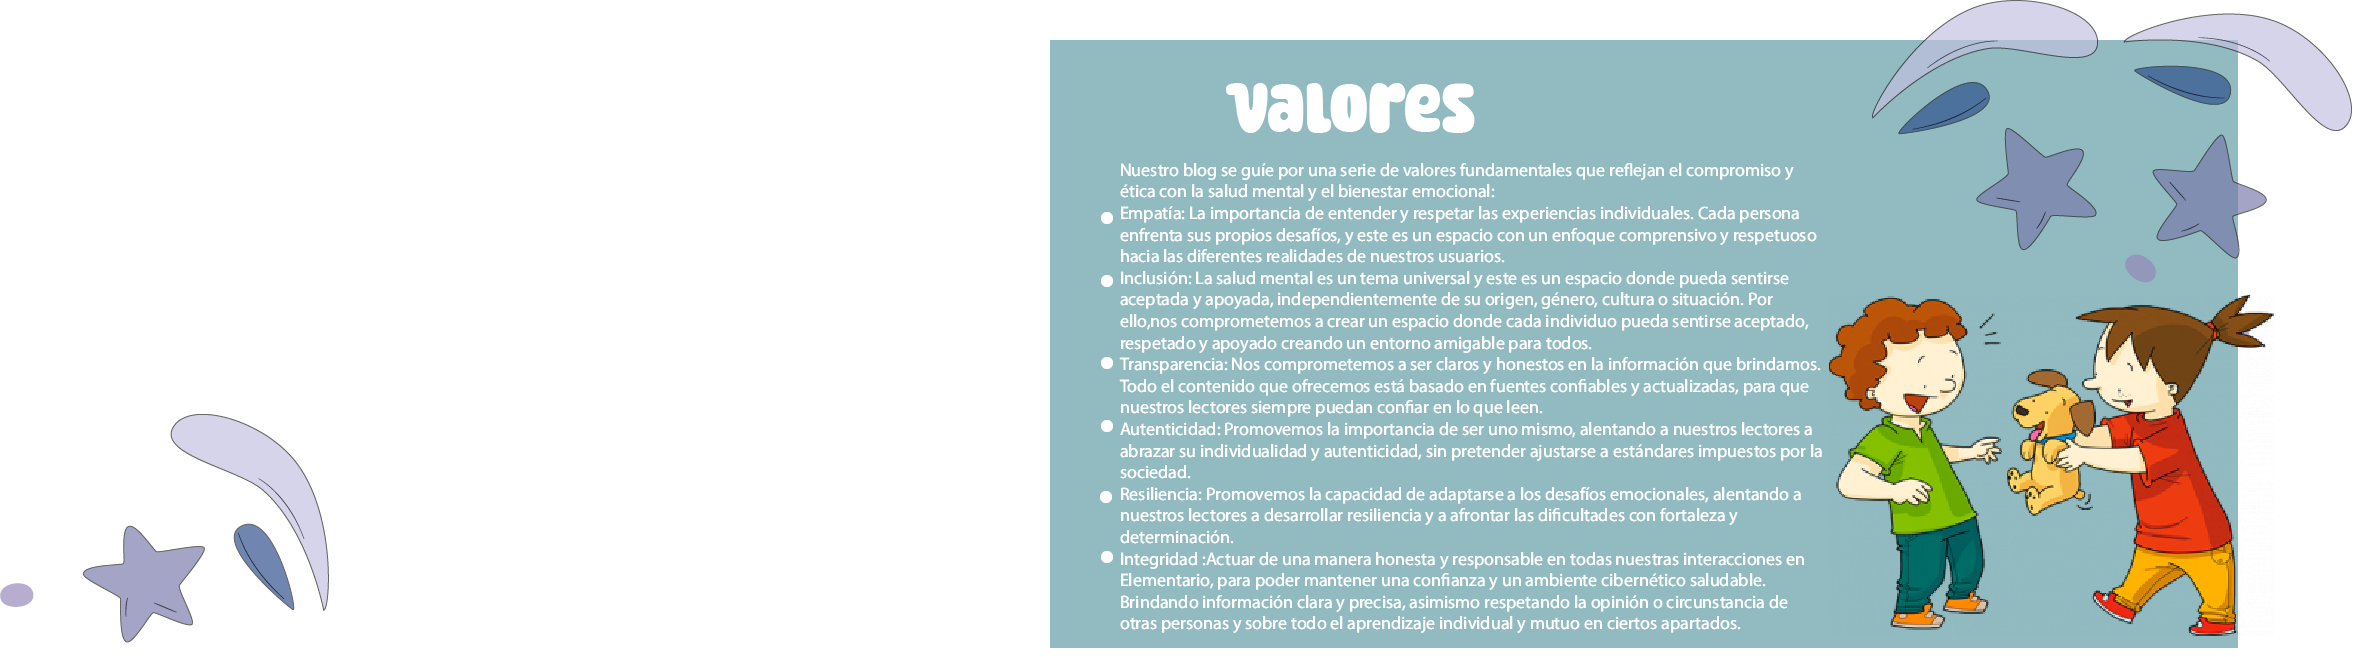 valores
Nuestro blog se guíe por una serie de valores fundamentales que reflejan el compromiso y
ética con la salud mental y el bienestar emocional:
Empatía: La importancia de entender y respetar las experiencias individuales. Cada persona
enfrenta sus propios desafíos, y este es un espacio con un enfoque comprensivo y respetuoso
hacia las diferentes realidades de nuestros usuarios.
Inclusión: La salud mental es un tema universal y este es un espacio donde pueda sentirse
aceptada y apoyada, independientemente de su origen, género, cultura o situación. Por
ello,nos comprometemos a crear un espacio donde cada individuo pueda sentirse aceptado,
respetado y apoyado creando un entorno amigable para todos.
Transparencia: Nos comprometemos a ser claros y honestos en la información que brindamos.
Todo el contenido que ofrecemos está basado en fuentes confiables y actualizadas, para que
nuestros lectores siempre puedan confiar en lo que leen.
Autenticidad: Promovemos la importancia de ser uno mismo, alentando a nuestros lectores a
abrazar su individualidad y autenticidad, sin pretender ajustarse a estándares impuestos por la
sociedad.
Resiliencia: Promovemos la capacidad de adaptarse a los desafíos emocionales, alentando a
nuestros lectores a desarrollar resiliencia y a afrontar las dificultades con fortaleza y
determinación.
Integridad :Actuar de una manera honesta y responsable en todas nuestras interacciones en
Elementario, para poder mantener una confianza y un ambiente cibernético saludable.
Brindando información clara y precisa, asimismo respetando la opinión o circunstancia de
otras personas y sobre todo el aprendizaje individual y mutuo en ciertos apartados.